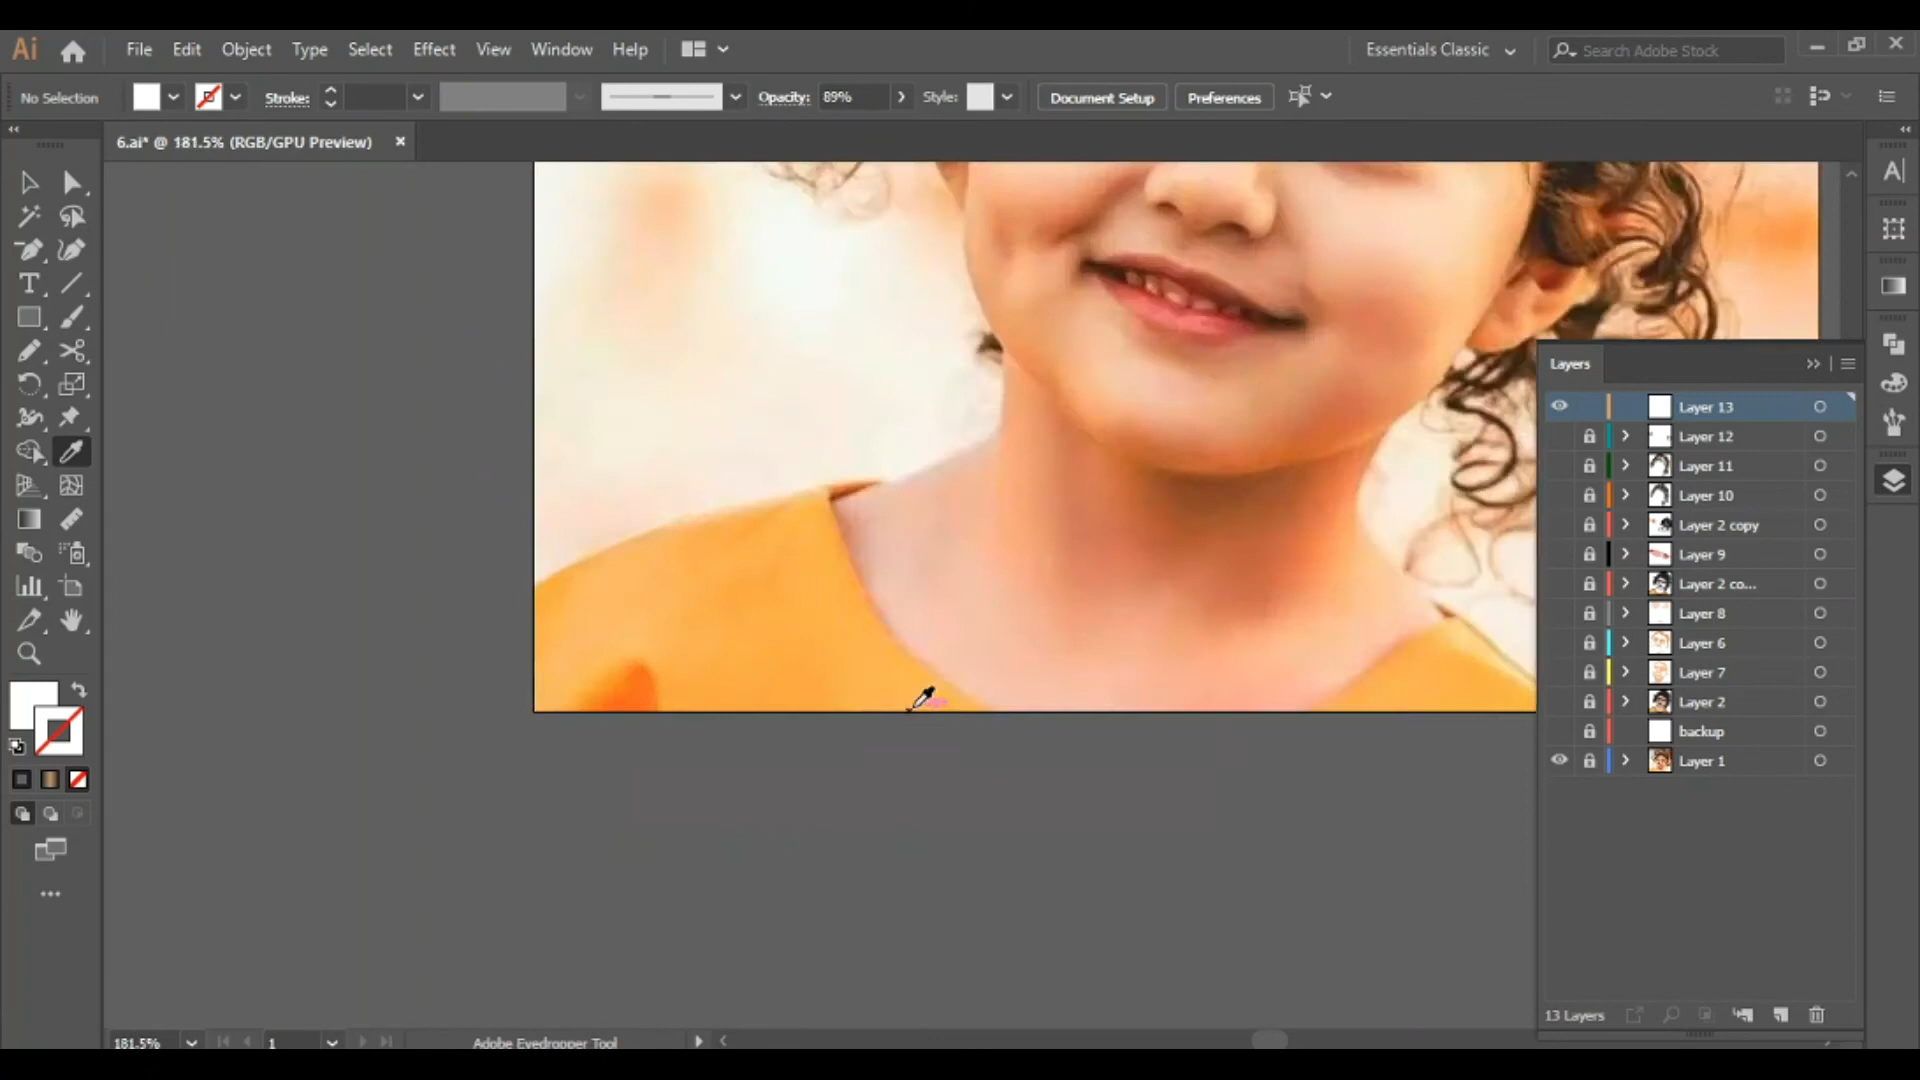 Ai File Edit Object Type Select Effect View Window Help Essentials Classic Search Adobe Stock
No Selection Stroke: Opacity: 89% Style: Document Setup Preferences
6.ai* @ 181.5% (RGB/GPU Preview)
Layers
Layer 13
Layer 12
Layer 11
Layer 10
Layer 2 copy
Layer 9
Layer 2 co...
Layer 8
Layer 6
Layer 7
Layer 2
backup
Layer 1
13 Layers
181.5% 1 Adobe Eyedropper Tool